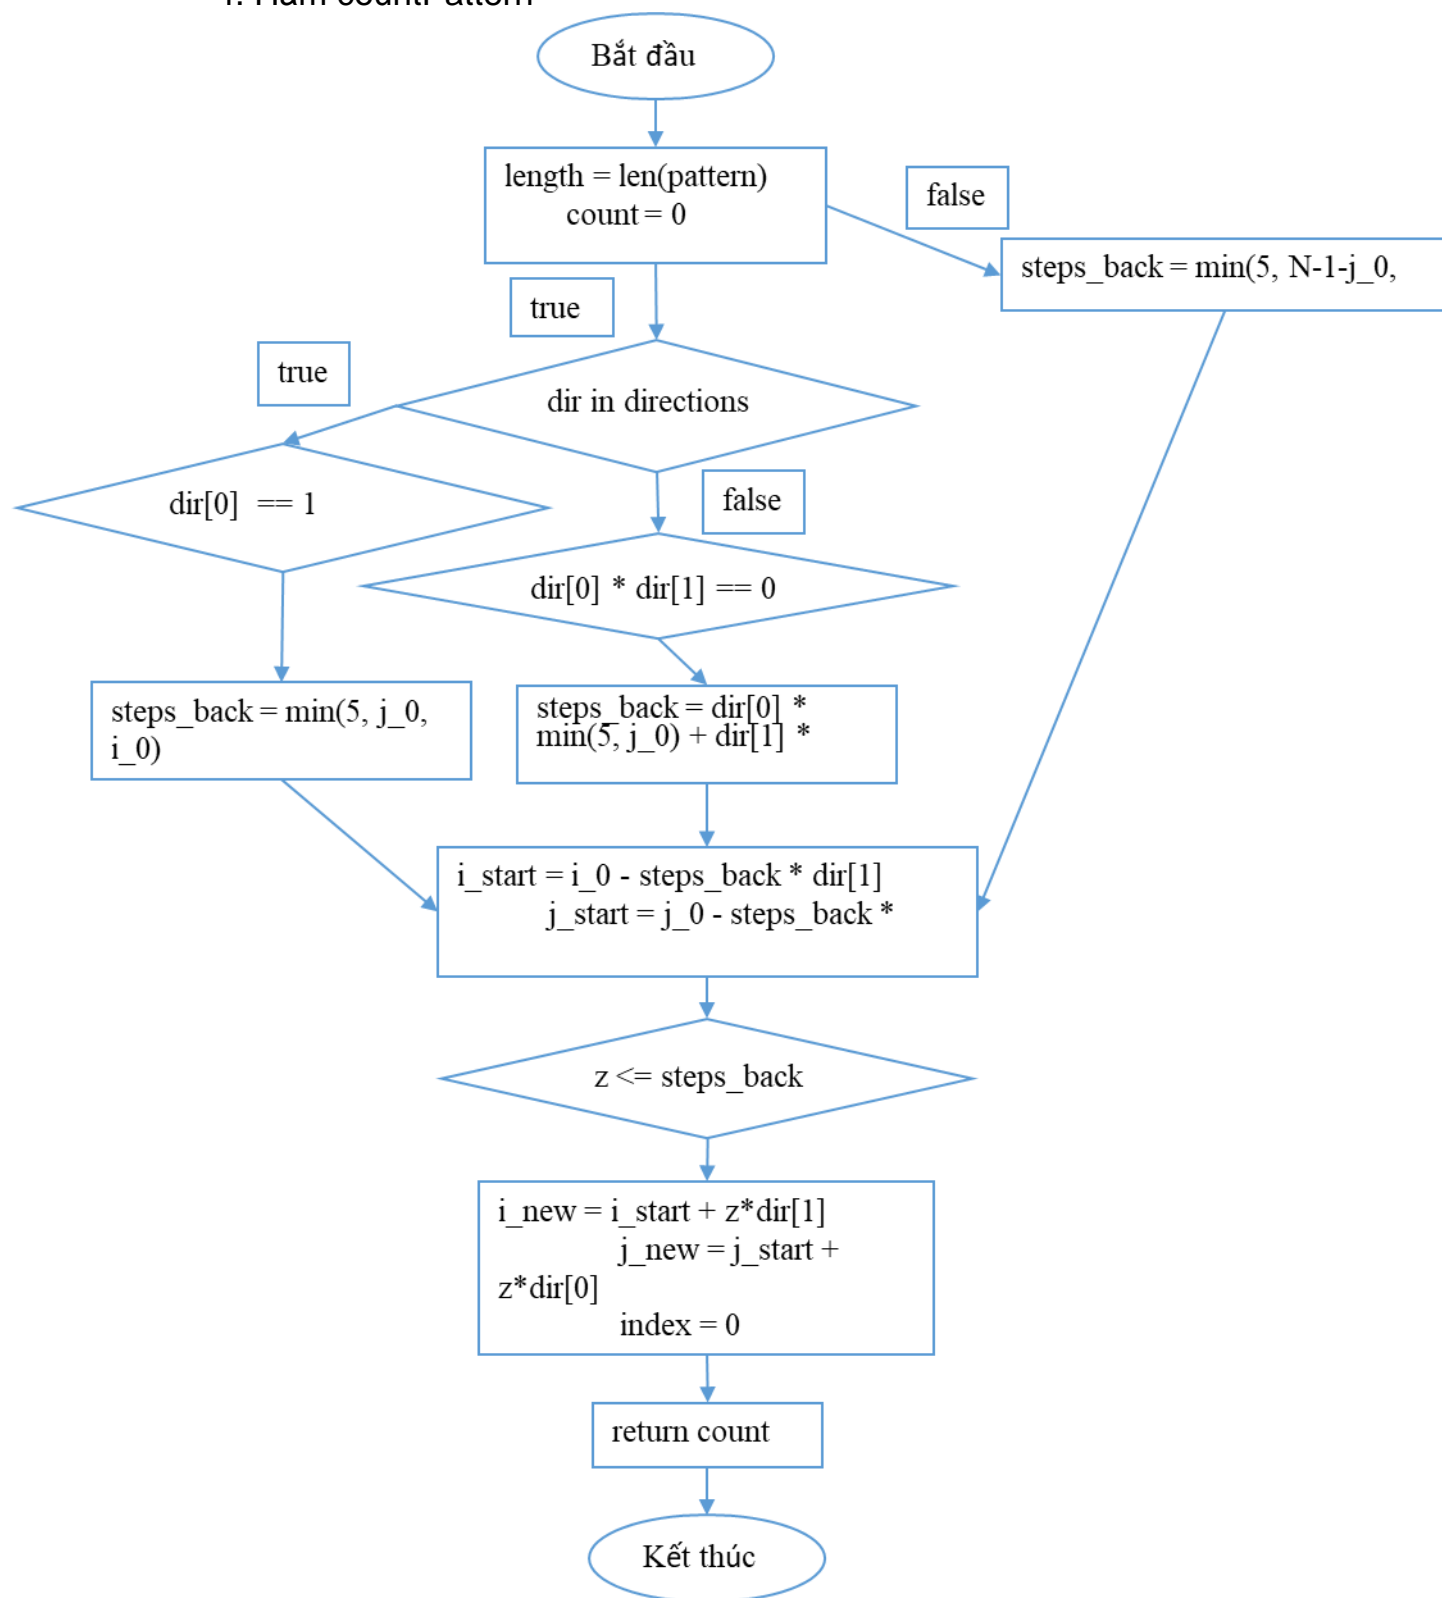 1. Hàm countPattern
Bắt đầu
length = len(pattern)
count = 0
false
steps_back = min(5, N-1-j_0,
true
true
dir in directions
dir[0] == 1
false
dir[0] * dir[1] == 0
steps_back = min(5, j_0,
i_0)
steps_back = dir[0] *
min(5, j_0) + dir[1] *
i_start = i_0 - steps_back * dir[1]
j_start = j_0 - steps_back *
z <= steps_back
i_new = i_start + z*dir[1]
j_new = j_start +
z*dir[0]
index = 0
return count
Kết thúc